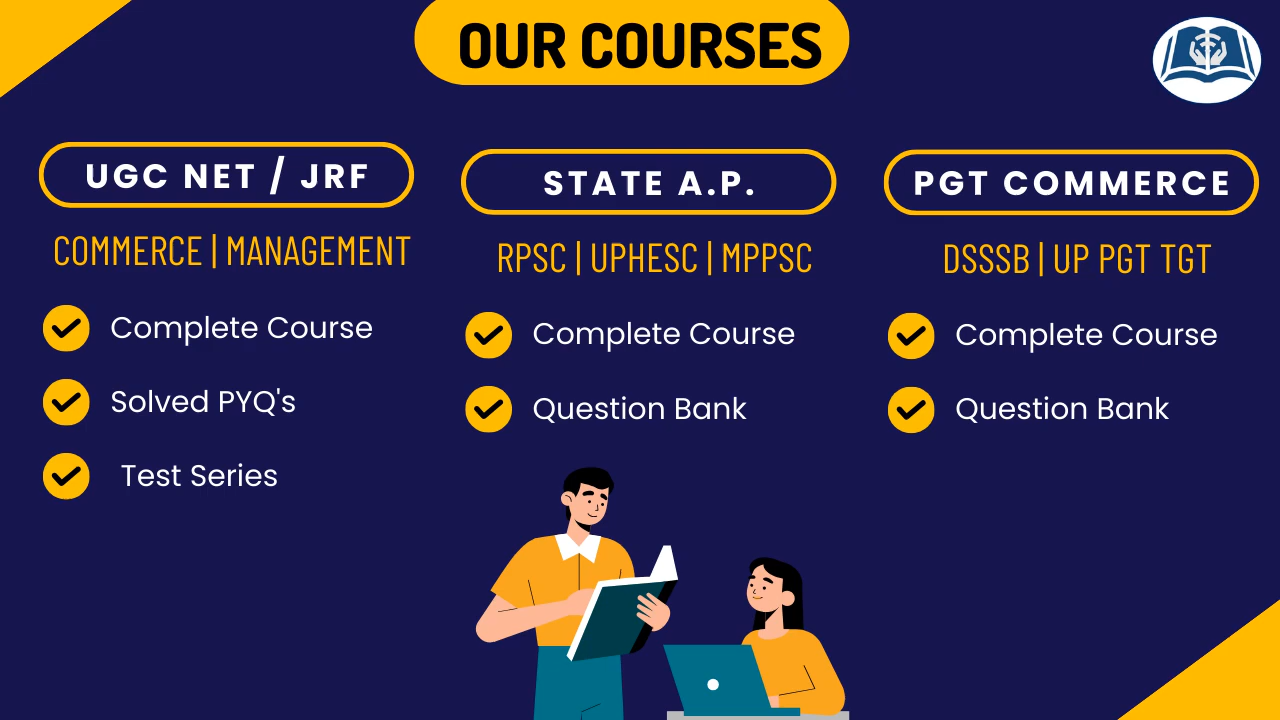 OUR COURSES
UGC NET / JRF
COMMERCE | MANAGEMENT
Complete Course
Solved PYQ's
Test Series
STATE A.P.
RPSC | UPHESC | MPPSC
Complete Course
Question Bank
PGT COMMERCE
DSSSB | UP PGT TGT
Complete Course
Question Bank